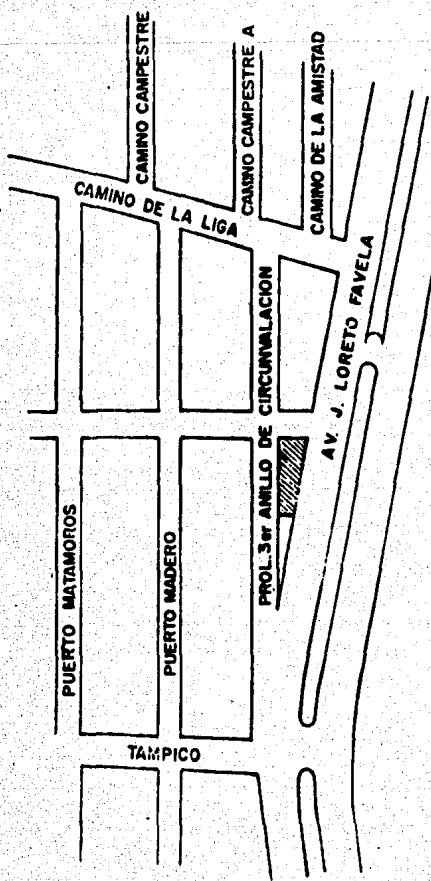 CAMINO CAMPESTRE
CAMINO CAMPESTRE A
CAMINO DE LA AMISTAD
CAMINO DE LA LIGA
PUERTO MATAMOROS
PUERTO MADERO
PROL. 3er ANILLO DE CIRCUNVALACION
AV. J. LORETO FAVELA
TAMPICO